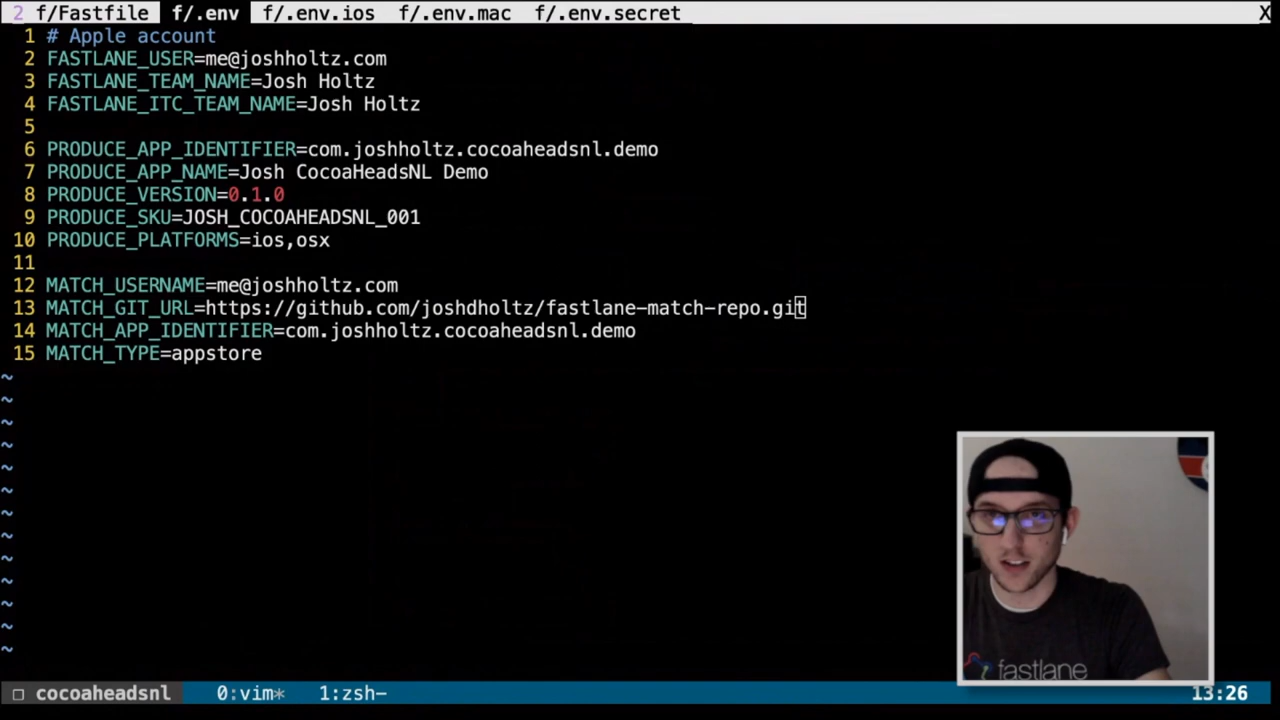 2 f/Fastfile f/.env f/.env.ios f/.env.mac f/.env.secret X
1 # Apple account
2 FASTLANE_USER=me@joshholtz.com
3 FASTLANE_TEAM_NAME=Josh Holtz
4 FASTLANE_ITC_TEAM_NAME=Josh Holtz
5
6 PRODUCE_APP_IDENTIFIER=com.joshholtz.cocoaheadsnl.demo
7 PRODUCE_APP_NAME=Josh CocoaHeadsNL Demo
8 PRODUCE_VERSION=0.1.0
9 PRODUCE_SKU=JOSH_COCOAHEADSNL_001
10 PRODUCE_PLATFORMS=ios,osx
11
12 MATCH_USERNAME=me@joshholtz.com
13 MATCH_GIT_URL=https://github.com/joshdholtz/fastlane-match-repo.git
14 MATCH_APP_IDENTIFIER=com.joshholtz.cocoaheadsnl.demo
15 MATCH_TYPE=appstore
~
~
~
~
~
~
~
~
~
~
~
~
~
fastlane
cocoaheadsnl 0:vim* 1:zsh- 13:26